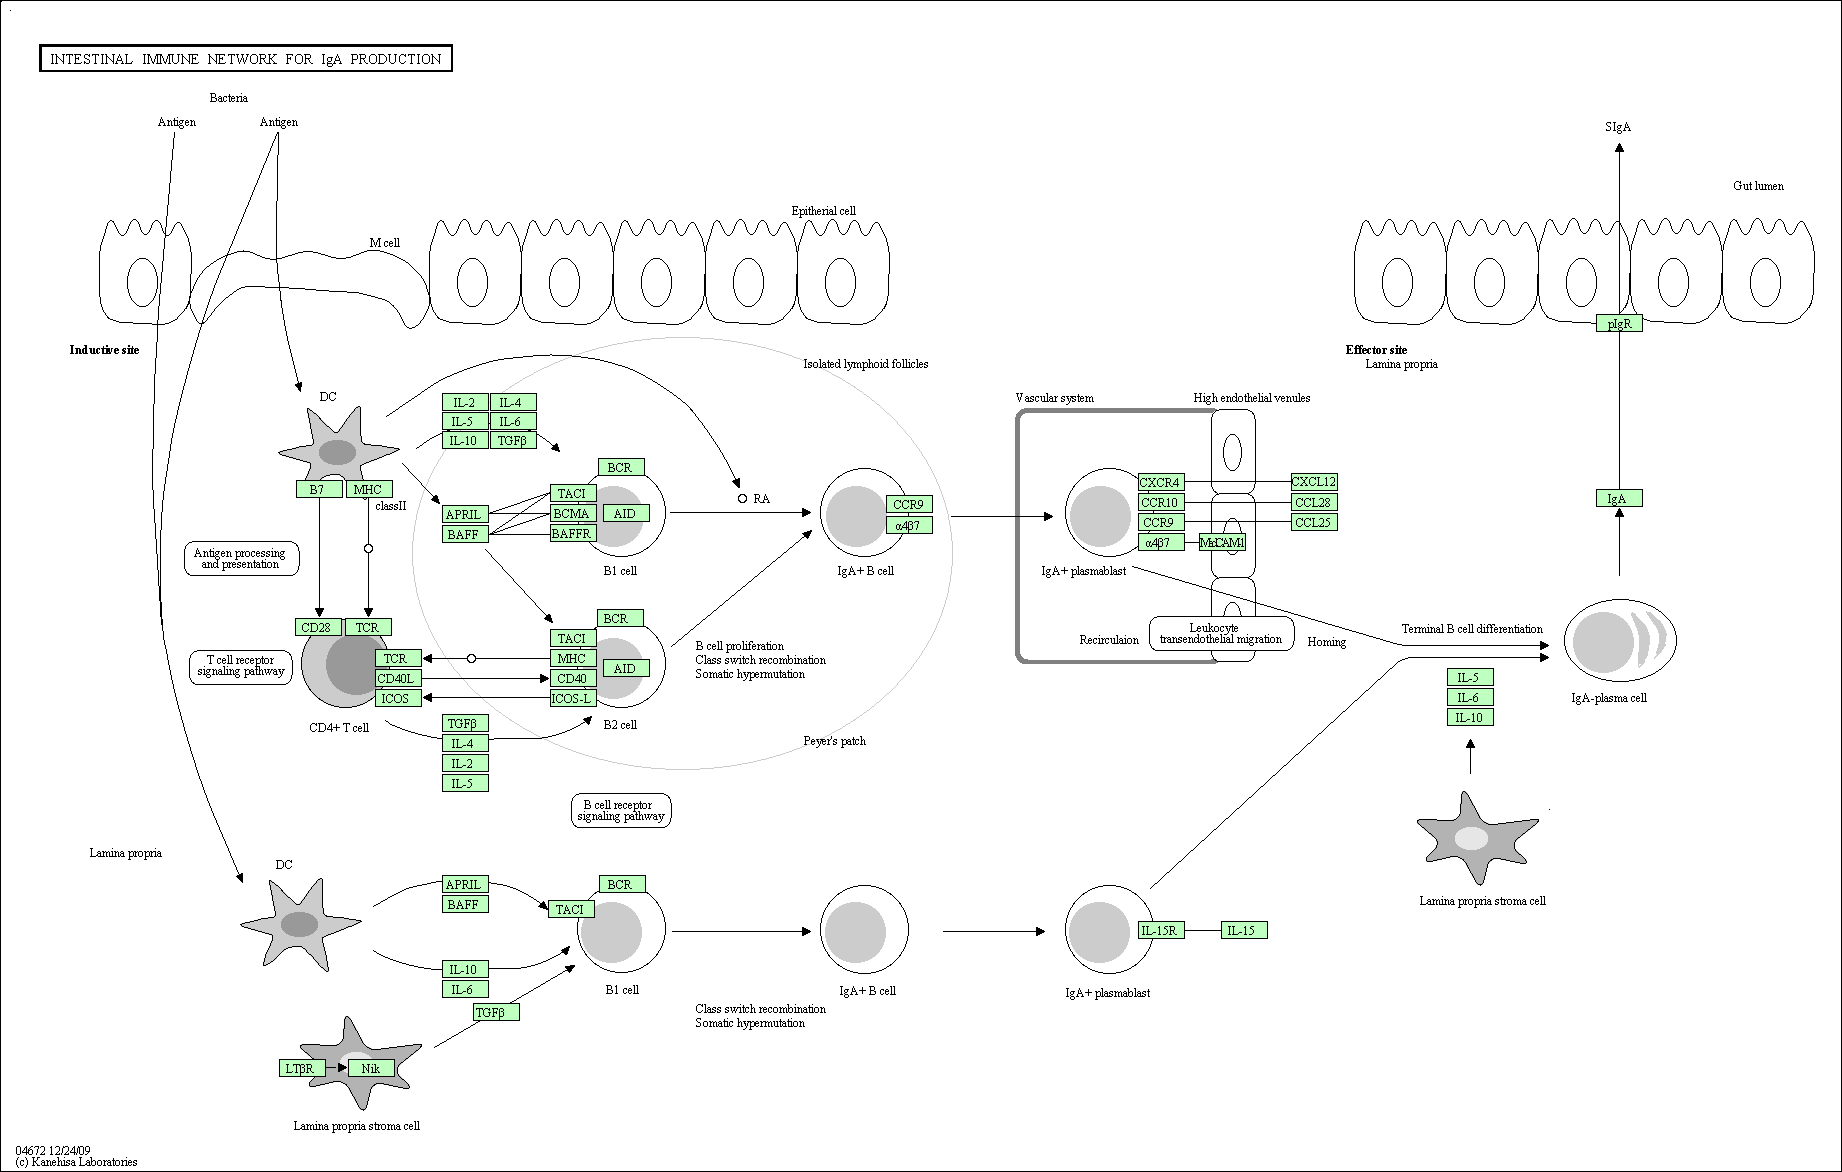 INTESTINAL IMMUNE NETWORK FOR IgA PRODUCTION
Bacteria
Antigen
Antigen
SIgA
Gut lumen
Epitherial cell
M cell
pIgR
Inductive site
Effector site
Lamina propria
Isolated lymphoid follicles
DC
IL-2 IL-4
IL-5 IL-6
IL-10 TGFβ
Vascular system
High endothelial venules
B7 MHC
classII
BCR
TACI
BCMA
BAFFR
AID
APRIL
BAFF
B1 cell
RA
CCR9
α4β7
IgA+ B cell
CXCR4
CCR10
CCR9
α4β7
CXCL12
CCL28
CCL25
IgA+ plasmablast
IgA
Antigen processing
and presentation
CD28 TCR
TCR
CD40L
ICOS
CD4+ T cell
T cell receptor
signaling pathway
BCR
TACI
MHC
CD40
ICOS-L
AID
B2 cell
B cell proliferation
Class switch recombination
Somatic hypermutation
Recirculaion
Leukocyte
transendothelial migration
Homing
Terminal B cell differentiation
IL-5
IL-6
IL-10
IgA-plasma cell
TGFβ
IL-4
IL-2
IL-5
Peyer's patch
B cell receptor
signaling pathway
Lamina propria
DC
APRIL
BAFF
BCR
TACI
IL-10
IL-6
TGFβ
B1 cell
Class switch recombination
Somatic hypermutation
IgA+ B cell
IL-15R
IL-15
IgA+ plasmablast
Lamina propria stroma cell
LTβR
Nik
Lamina propria stroma cell
04672 12/24/09
(c) Kanehisa Laboratories